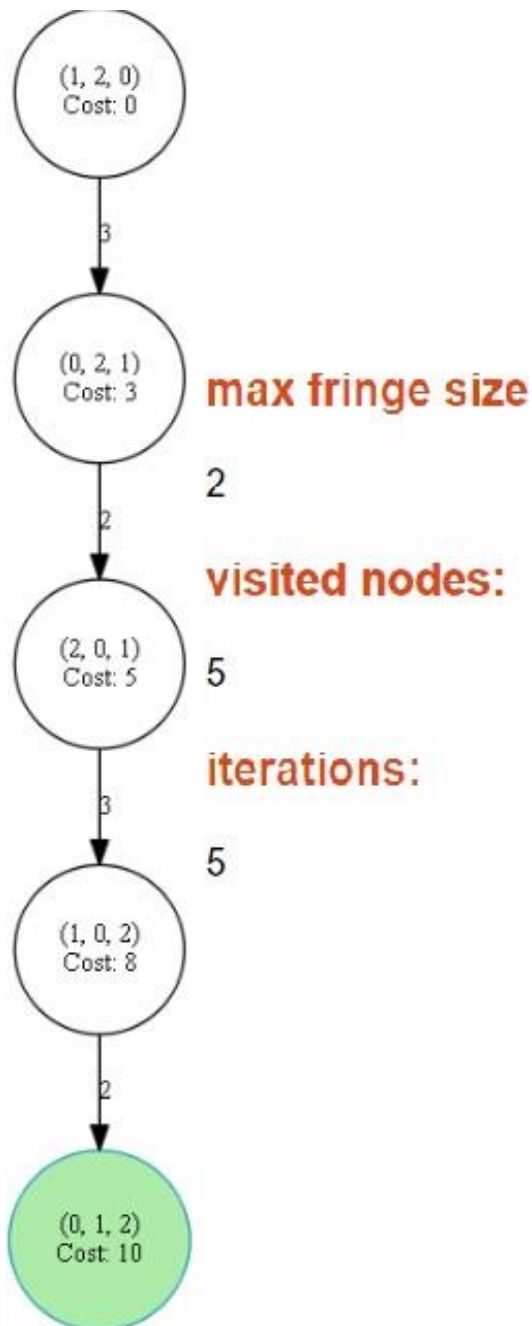 (1, 2, 0)
Cost: 0
3
(0, 2, 1)
Cost: 3
max fringe size
2
2
visited nodes:
(2, 0, 1)
Cost: 5
5
iterations:
3
5
(1, 0, 2)
Cost: 8
2
(0, 1, 2)
Cost: 10